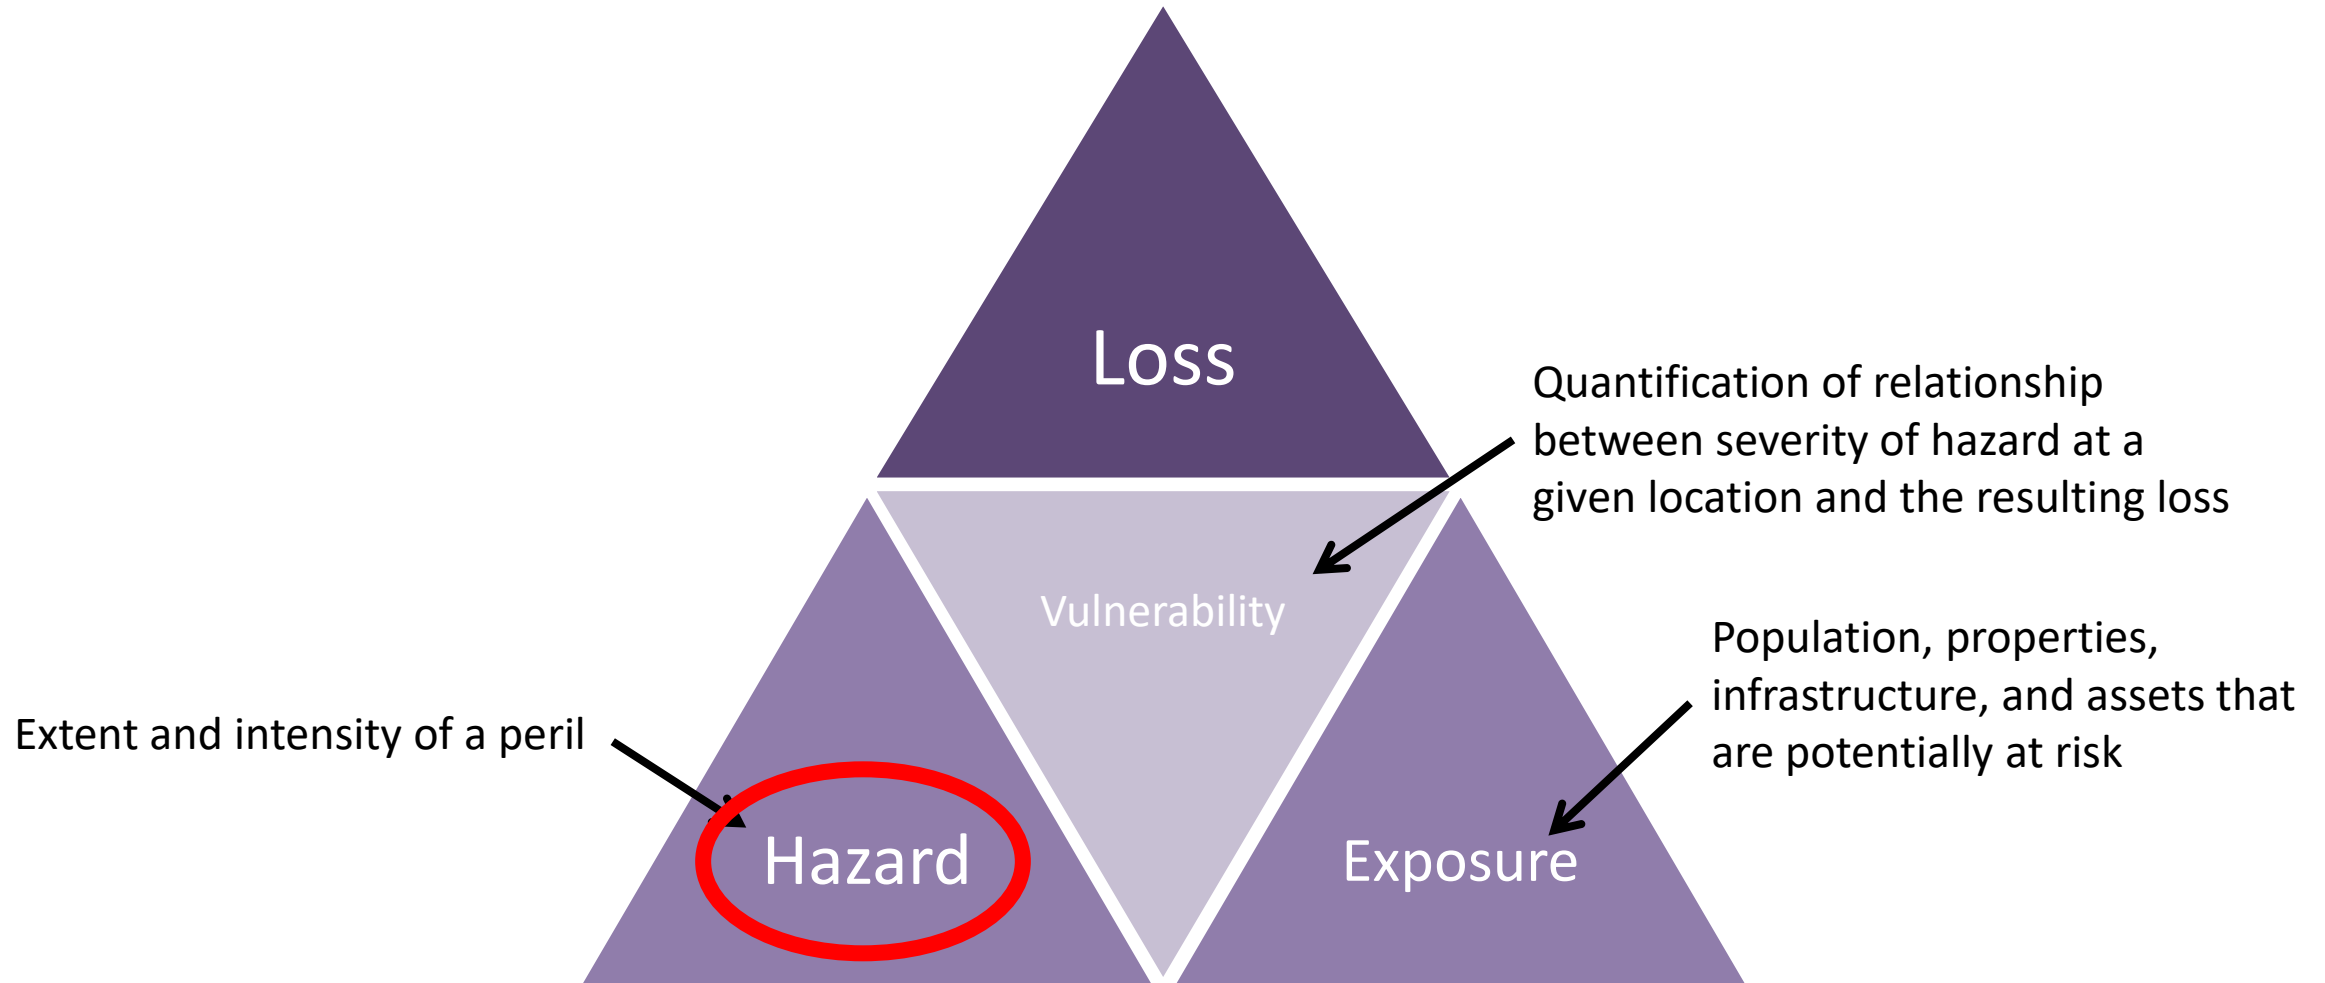 Loss
Quantification of relationship
between severity of hazard at a
given location and the resulting loss
Vulnerability
Population, properties,
infrastructure, and assets that
are potentially at risk
Extent and intensity of a peril
Hazard
Exposure